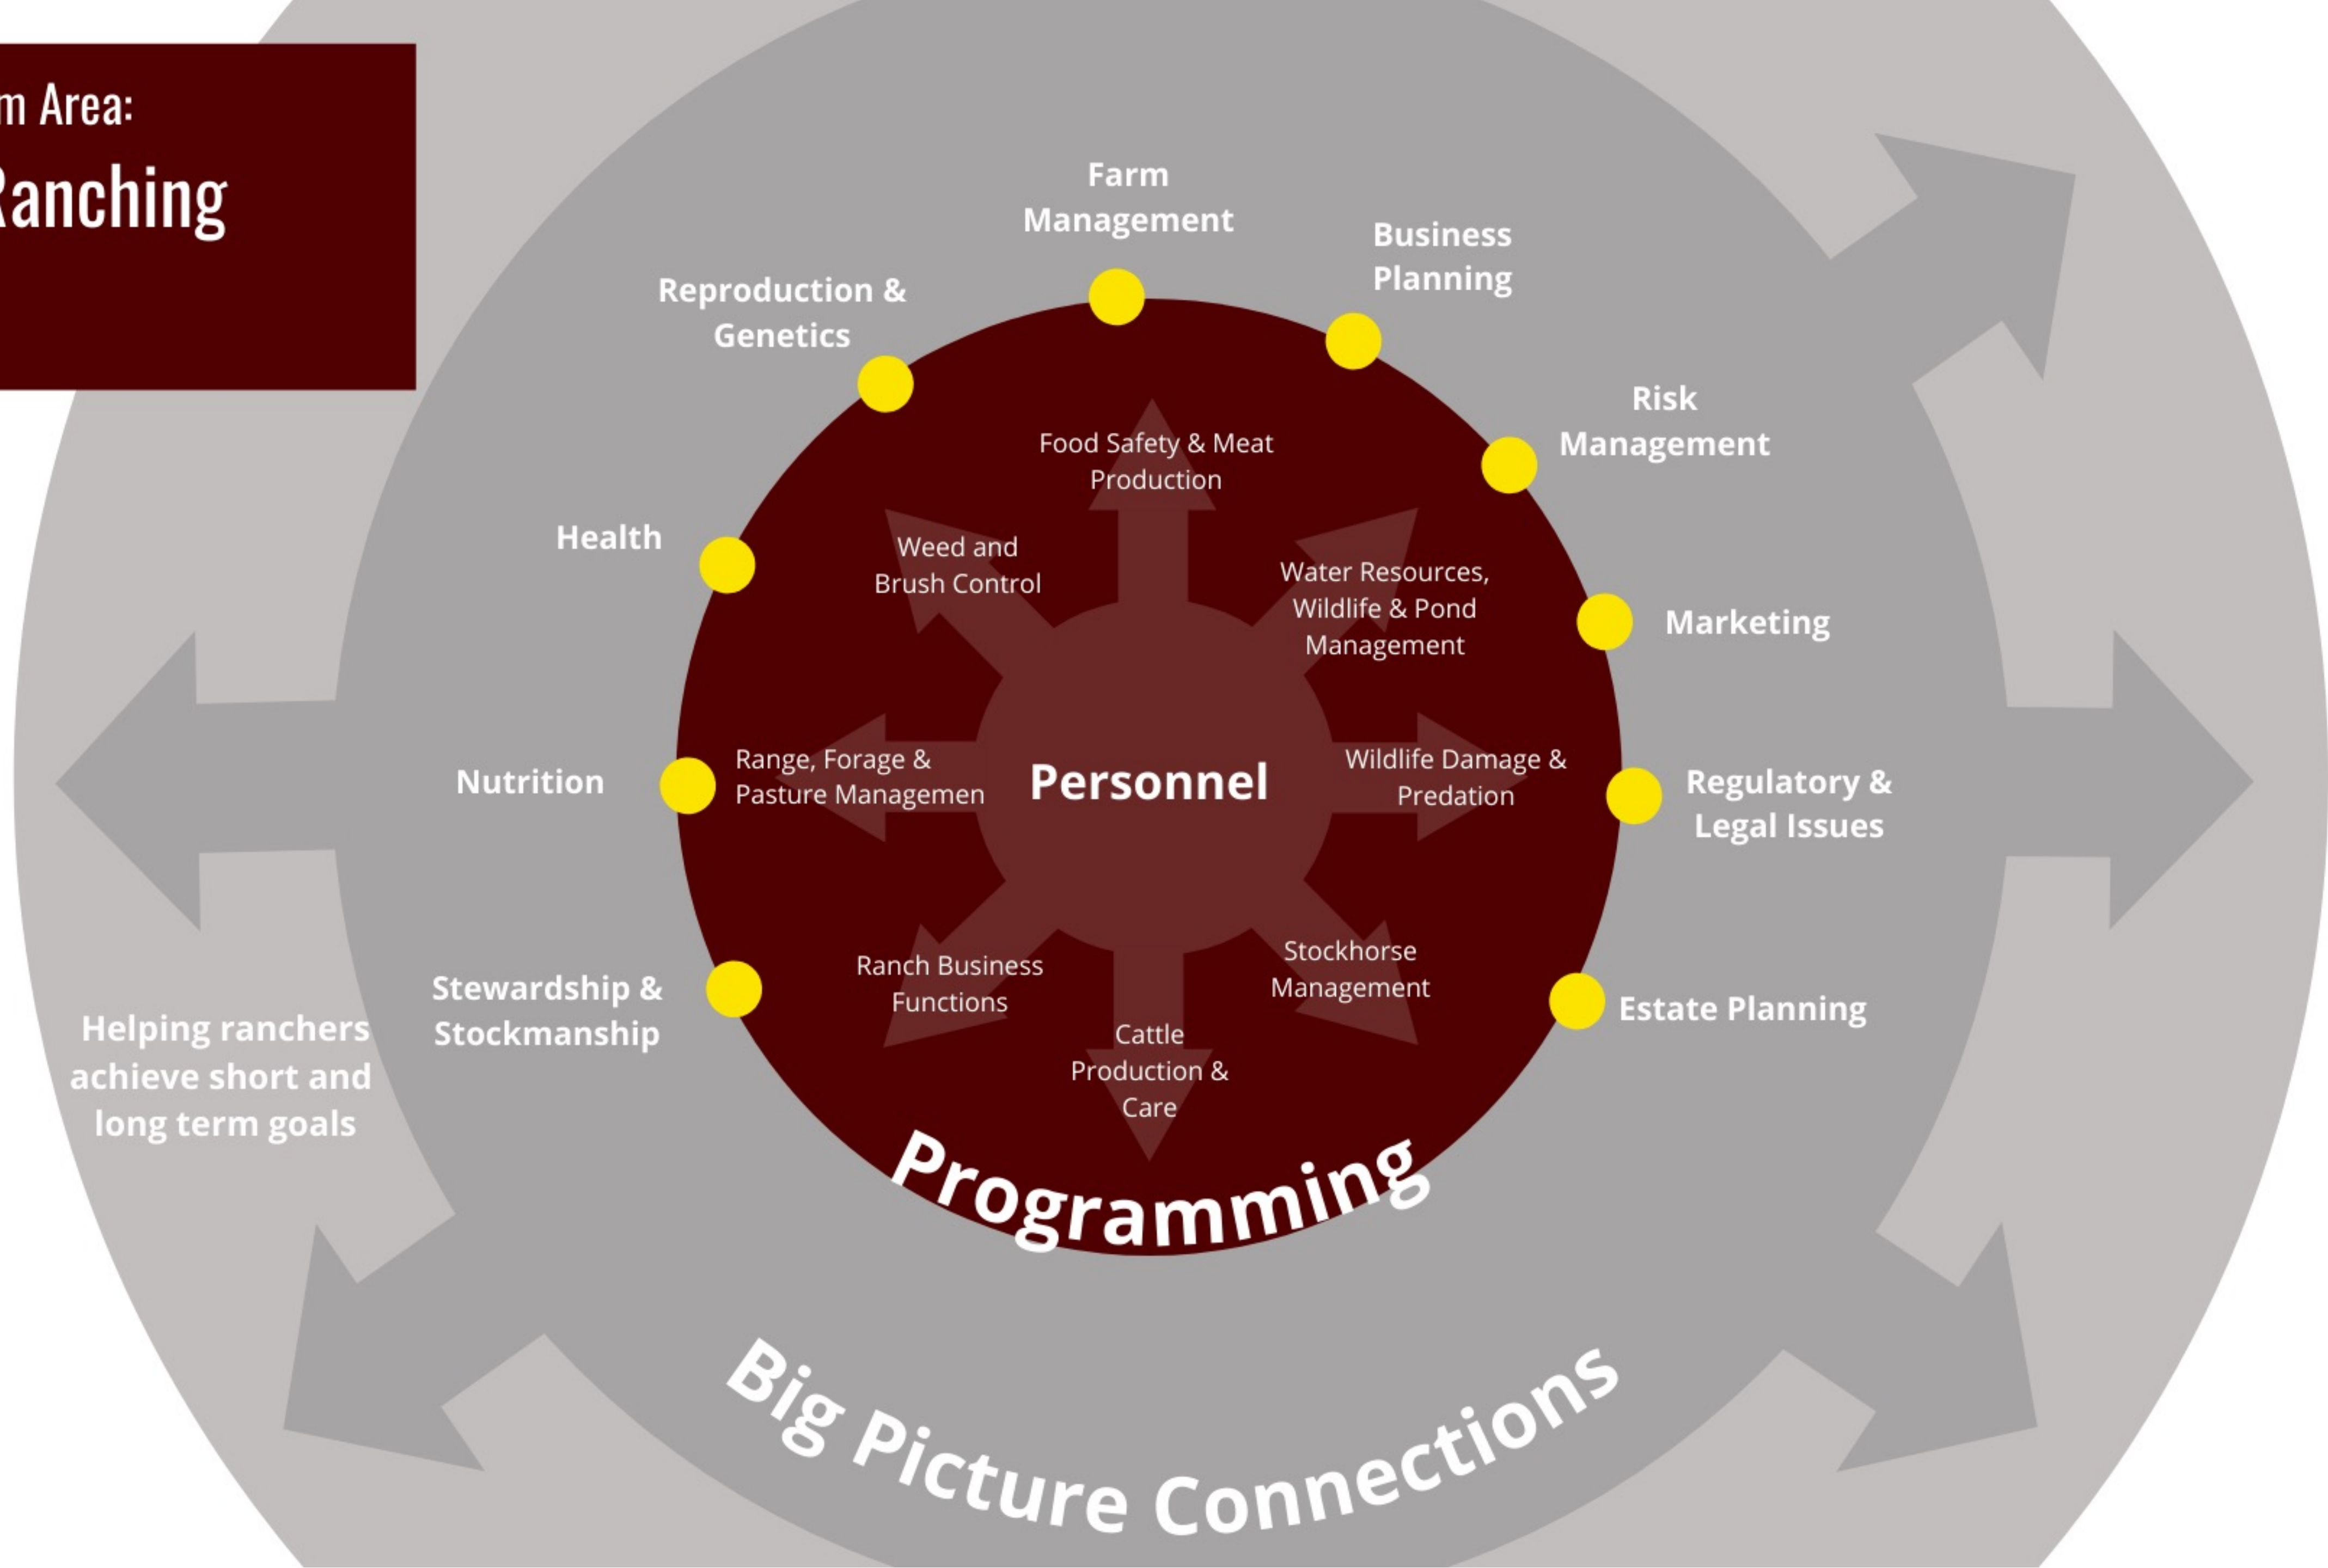 m Area:
Ranching
Farm
Management
Business
Planning
Reproduction &
Genetics
Risk
Management
Food Safety & Meat
Production
Health
Weed and
Brush Control
Water Resources,
Wildlife & Pond
Management
Marketing
Nutrition
Range, Forage &
Pasture Managemen
Personnel
Wildlife Damage &
Predation
Regulatory &
Legal Issues
Stewardship &
Stockmanship
Ranch Business
Functions
Stockhorse
Management
Estate Planning
Helping ranchers
achieve short and
long term goals
Cattle
Production &
Care
Programming
Big Picture Connections